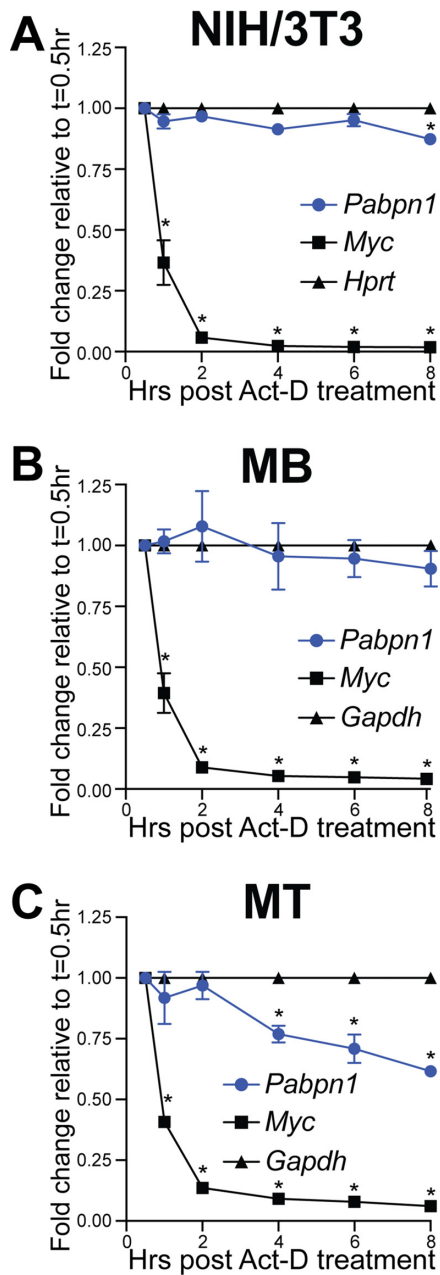 A NIH/3T3
Fold change relative to t=0.5hr
1.25
1.00
0.75
0.50
0.25
0.00
*
*
*
*
*
*
Pabpn1
Myc
Hprt
0 2 4 6 8
Hrs post Act-D treatment
B MB
Fold change relative to t=0.5hr
1.25
1.00
0.75
0.50
0.25
0.00
*
*
*
*
*
Pabpn1
Myc
Gapdh
0 2 4 6 8
Hrs post Act-D treatment
C MT
Fold change relative to t=0.5hr
1.25
1.00
0.75
0.50
0.25
0.00
*
*
*
*
*
*
*
*
Pabpn1
Myc
Gapdh
0 2 4 6 8
Hrs post Act-D treatment